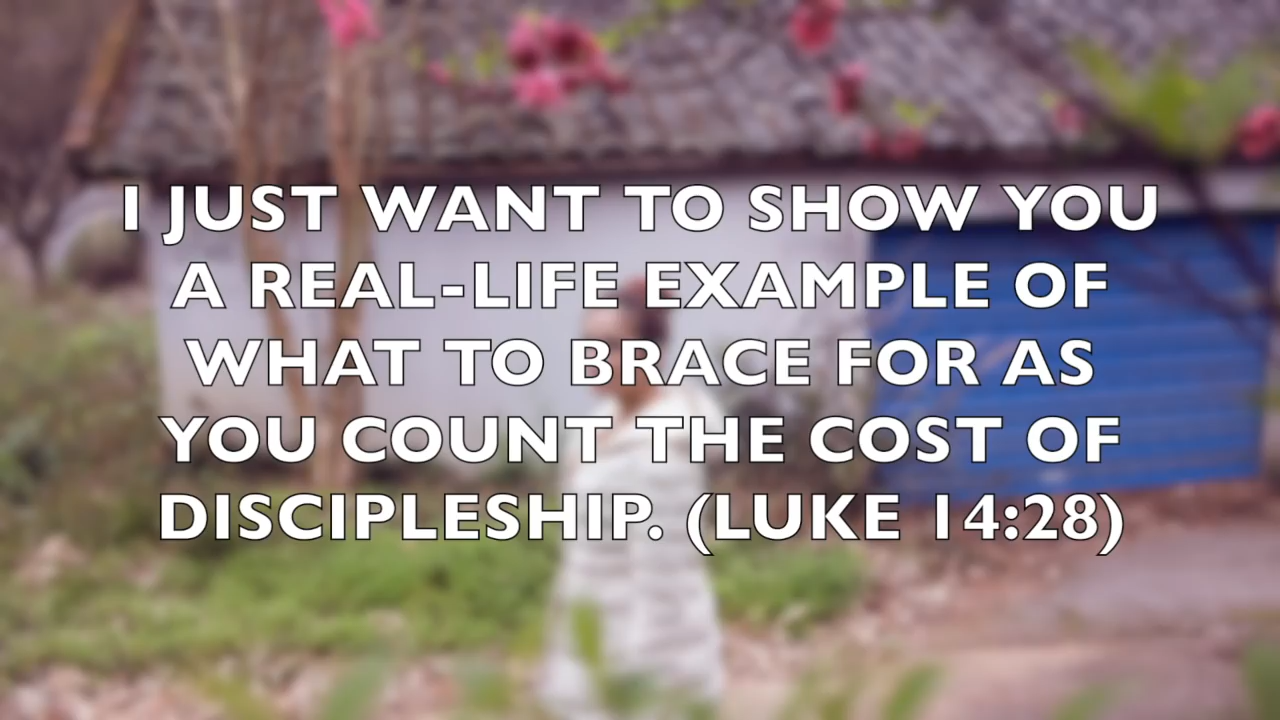 I JUST WANT TO SHOW YOU
A REAL-LIFE EXAMPLE OF
WHAT TO BRACE FOR AS
YOU COUNT THE COST OF
DISCIPLESHIP. (LUKE 14:28)